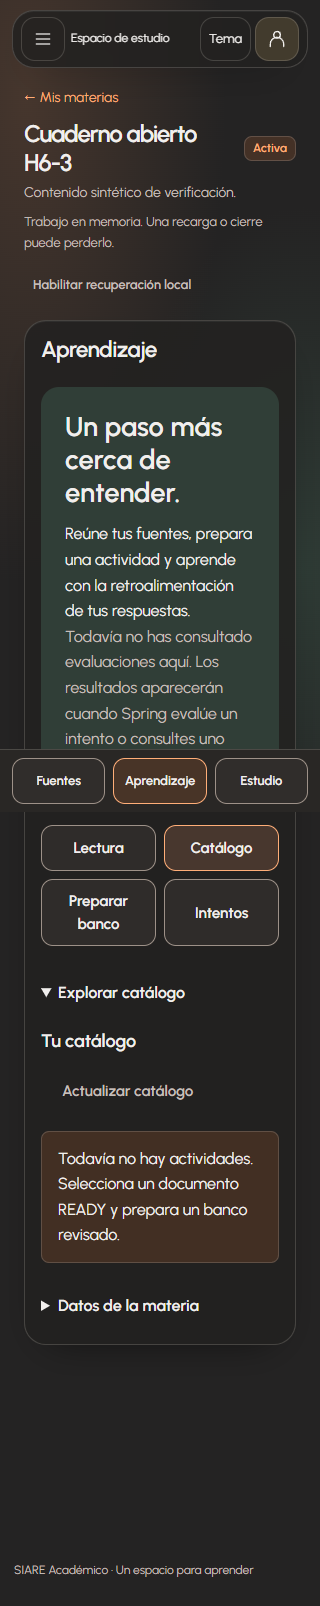 Espacio de estudio
Tema
← Mis materias
Cuaderno abierto
H6-3
Activa
Contenido sintético de verificación.
Trabajo en memoria. Una recarga o cierre
puede perderlo.
Habilitar recuperación local
Aprendizaje
Un paso más
cerca de
entender.
Reúne tus fuentes, prepara
una actividad y aprende
con la retroalimentación
de tus respuestas.
Todavía no has consultado
evaluaciones aquí. Los
resultados aparecerán
cuando Spring evalúe un
intento o consultes uno
Fuentes
Aprendizaje
Estudio
Lectura
Catálogo
Preparar
banco
Intentos
▼ Explorar catálogo
Tu catálogo
Actualizar catálogo
Todavía no hay actividades.
Selecciona un documento
READY y prepara un banco
revisado.
▶ Datos de la materia
SIARE Académico · Un espacio para aprender